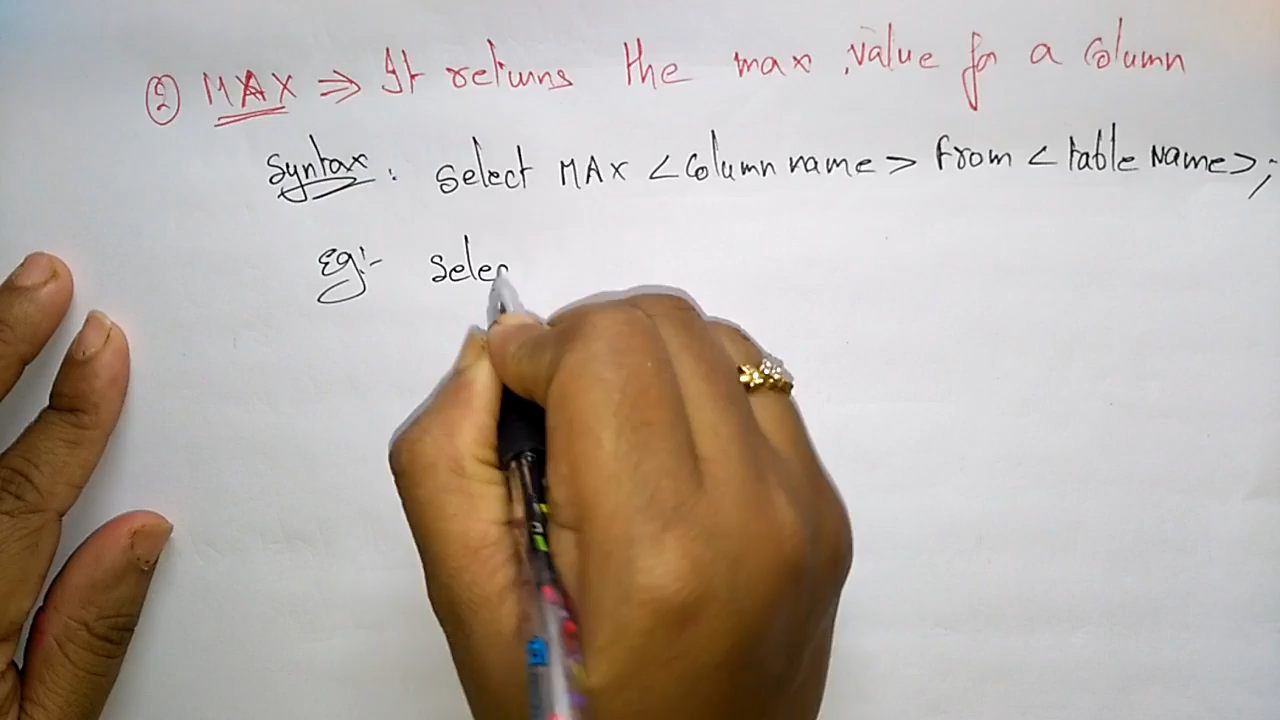 ② MAX ⇒ It returns the max value for a column
Syntax: select MAX <Column name> from <table Name>;
Eg:- selec